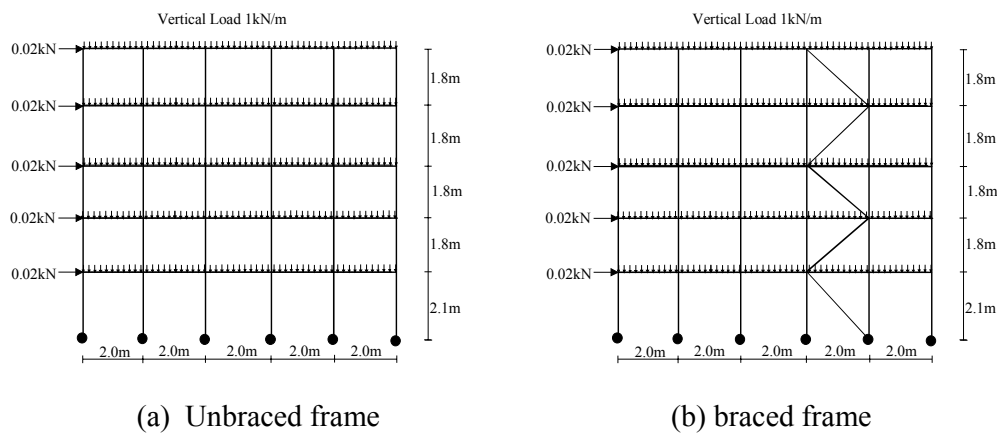 Vertical Load 1kN/m
0.02kN
1.8m
0.02kN
1.8m
0.02kN
1.8m
0.02kN
1.8m
0.02kN
2.1m
2.0m 2.0m 2.0m 2.0m 2.0m
(a) Unbraced frame
Vertical Load 1kN/m
0.02kN
1.8m
0.02kN
1.8m
0.02kN
1.8m
0.02kN
1.8m
0.02kN
2.1m
2.0m 2.0m 2.0m 2.0m 2.0m
(b) braced frame